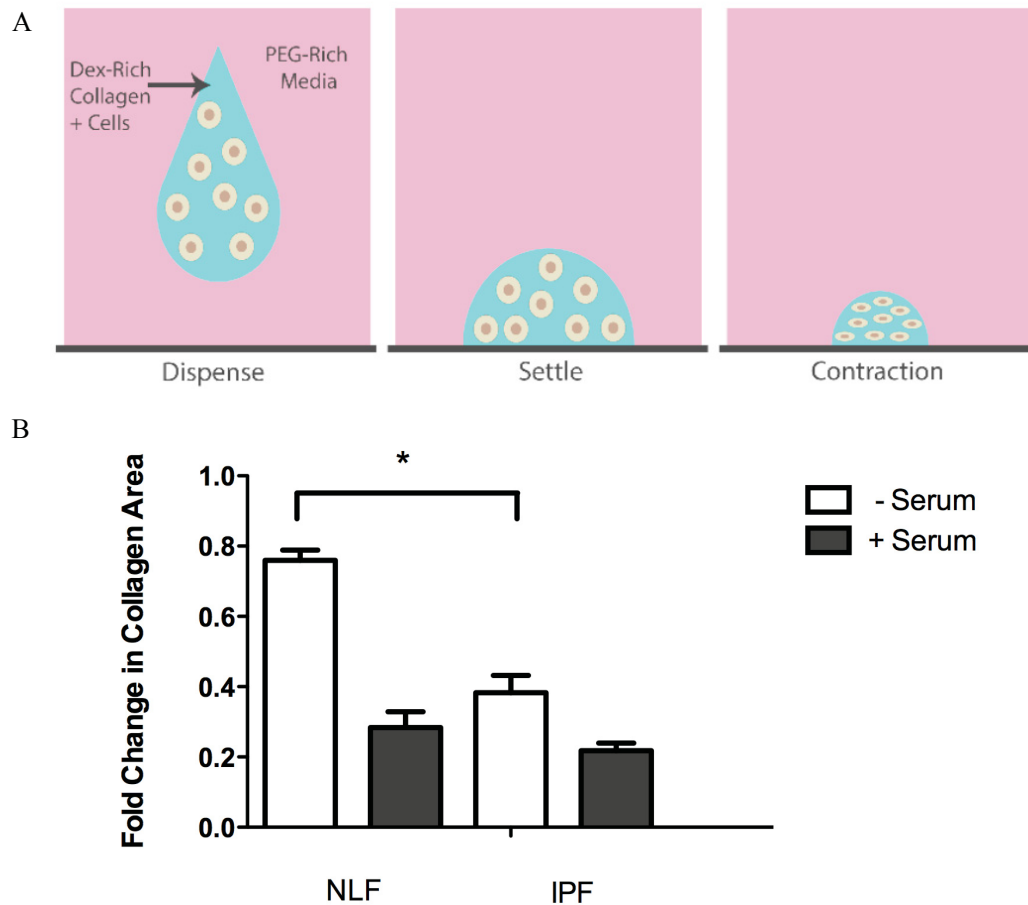 A
Dex-Rich
Collagen
+ Cells
PEG-Rich
Media
Dispense
Settle
Contraction
B
Fold Change in Collagen Area
1.0
0.8
0.6
0.4
0.2
0.0
*
- Serum
+ Serum
NLF
IPF